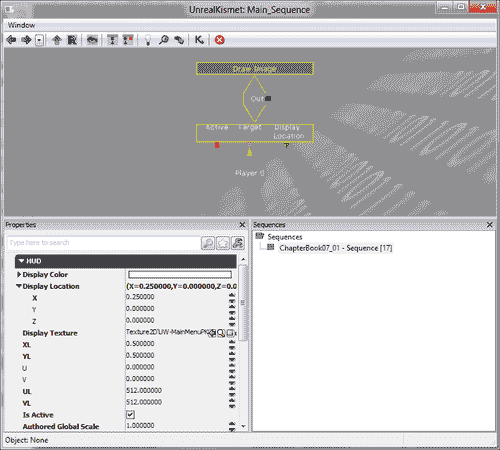 UnrealKismet: Main_Sequence
Window
Draw Image
Out
Active Target Display
Location
Player 0
Properties
Sequences
Type here to search
Sequences
ChapterBook07_01 - Sequence [17]
HUD
Display Color
Display Location (X=0.250000,Y=0.000000,Z=0.0
X 0.250000
Y 0.000000
Z 0.000000
Display Texture Texture2D'UW-MainMenuPK
XL 0.500000
YL 0.500000
U 0.000000
V 0.000000
UL 512.000000
VL 512.000000
Is Active
Authored Global Scale 1.000000
Object: None